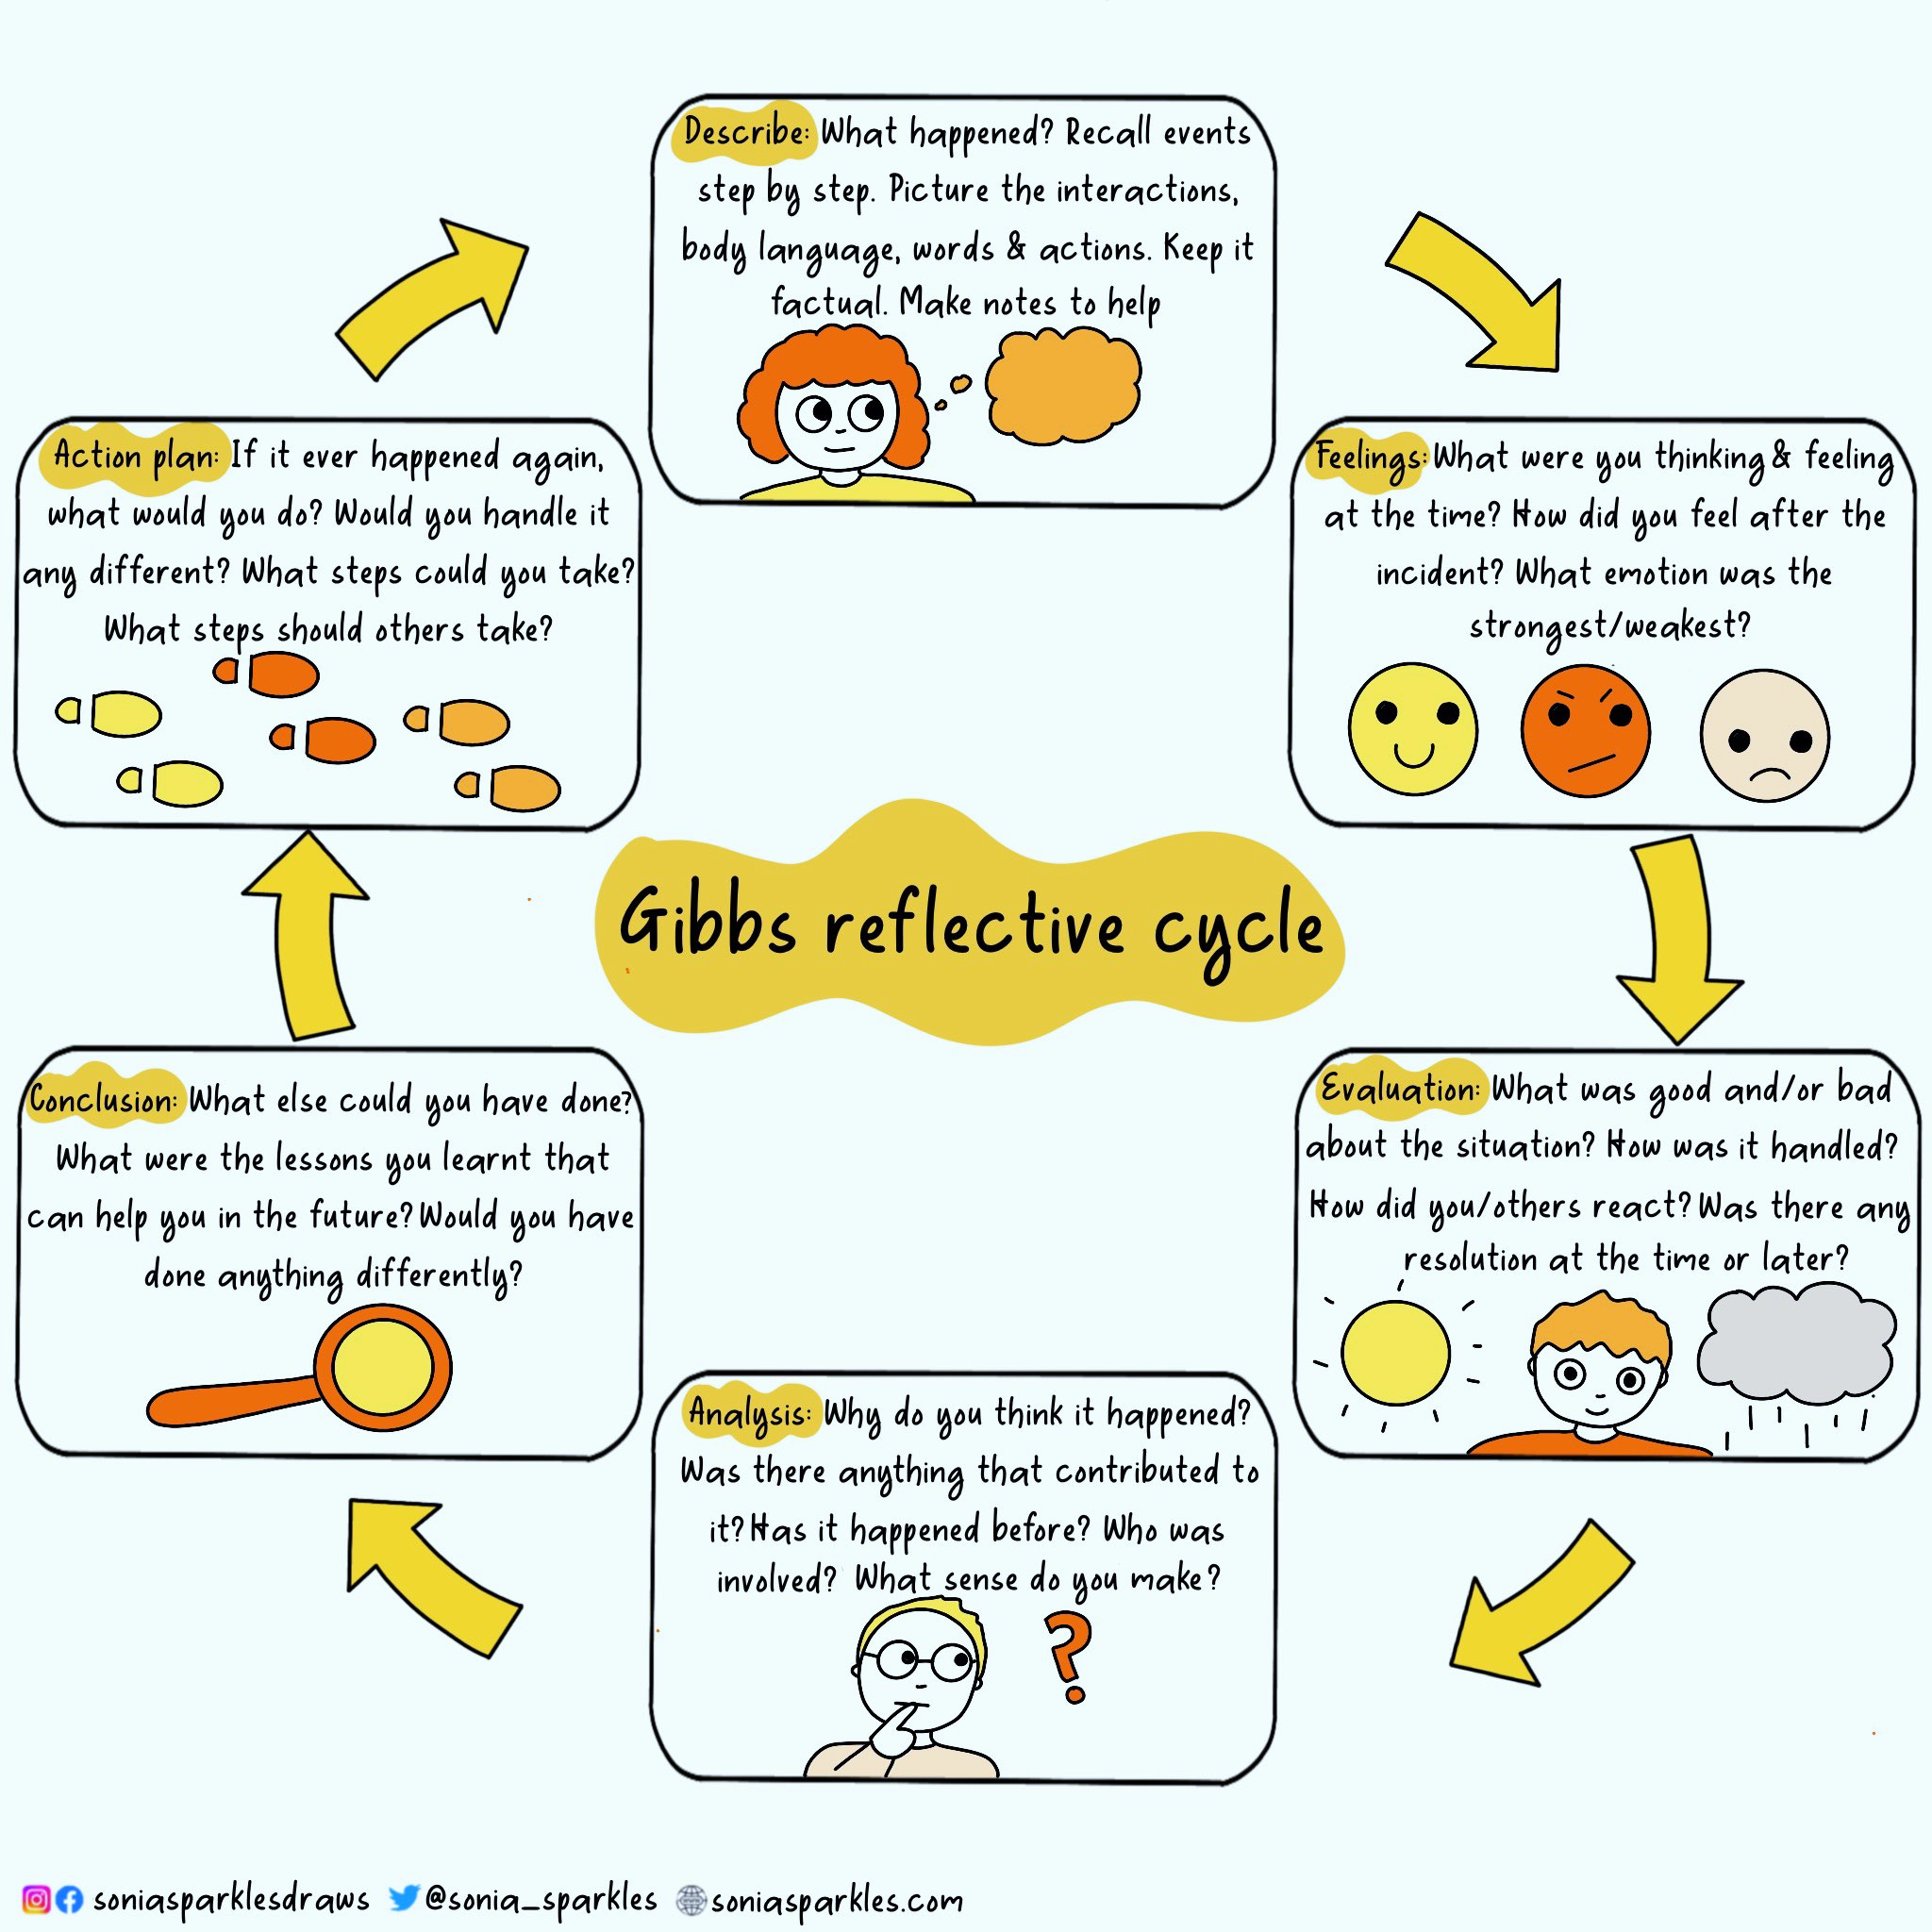 Describe: What happened? Recall events
step by step. Picture the interactions,
body language, words & actions. Keep it
factual. Make notes to help
Feelings: What were you thinking & feeling
at the time? How did you feel after the
incident? What emotion was the
strongest/weakest?
Evaluation: What was good and/or bad
about the situation? How was it handled?
How did you/others react? Was there any
resolution at the time or later?
Analysis: Why do you think it happened?
Was there anything that contributed to
it? Has it happened before? Who was
involved? What sense do you make?
?
Conclusion: What else could you have done?
What were the lessons you learnt that
can help you in the future? Would you have
done anything differently?
Action plan: If it ever happened again,
what would you do? Would you handle it
any different? What steps could you take?
What steps should others take?
Gibbs reflective cycle
soniasparklesdraws @sonia_sparkles soniasparkles.com